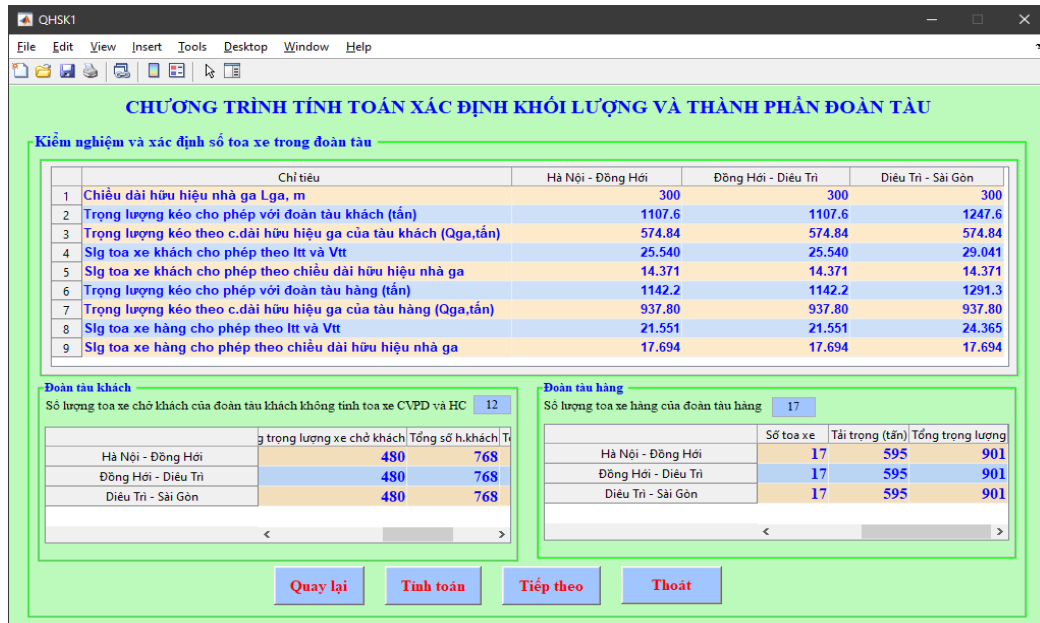 QHSK1
File Edit View Insert Tools Desktop Window Help
CHƯƠNG TRÌNH TÍNH TOÁN XÁC ĐỊNH KHỐI LƯỢNG VÀ THÀNH PHẦN ĐOÀN TÀU
Kiểm nghiệm và xác định số toa xe trong đoàn tàu
Chỉ tiêu Hà Nội - Đồng Hới Đồng Hới - Diêu Trì Diêu Trì - Sài Gòn
1 Chiều dài hữu hiệu nhà ga Lga, m 300 300 300
2 Trọng lượng kéo cho phép với đoàn tàu khách (tấn) 1107.6 1107.6 1247.6
3 Trọng lượng kéo theo c.dài hữu hiệu ga của tàu khách (Qga,tấn) 574.84 574.84 574.84
4 Slg toa xe khách cho phép theo Itt và Vtt 25.540 25.540 29.041
5 Slg toa xe khách cho phép theo chiều dài hữu hiệu nhà ga 14.371 14.371 14.371
6 Trọng lượng kéo cho phép với đoàn tàu hàng (tấn) 1142.2 1142.2 1291.3
7 Trọng lượng kéo theo c.dài hữu hiệu ga của tàu hàng (Qga,tấn) 937.80 937.80 937.80
8 Slg toa xe hàng cho phép theo Itt và Vtt 21.551 21.551 24.365
9 Slg toa xe hàng cho phép theo chiều dài hữu hiệu nhà ga 17.694 17.694 17.694
Đoàn tàu khách
Số lượng toa xe chở khách của đoàn tàu khách không tính toa xe CVPD và HC 12
g trọng lượng xe chở khách Tổng số h.khách
Hà Nội - Đồng Hới 480 768
Đồng Hới - Diêu Trì 480 768
Diêu Trì - Sài Gòn 480 768
Đoàn tàu hàng
Số lượng toa xe hàng của đoàn tàu hàng 17
Số toa xe Tải trọng (tấn) Tổng trọng lượng
Hà Nội - Đồng Hới 17 595 901
Đồng Hới - Diêu Trì 17 595 901
Diêu Trì - Sài Gòn 17 595 901
Quay lại Tính toán Tiếp theo Thoát